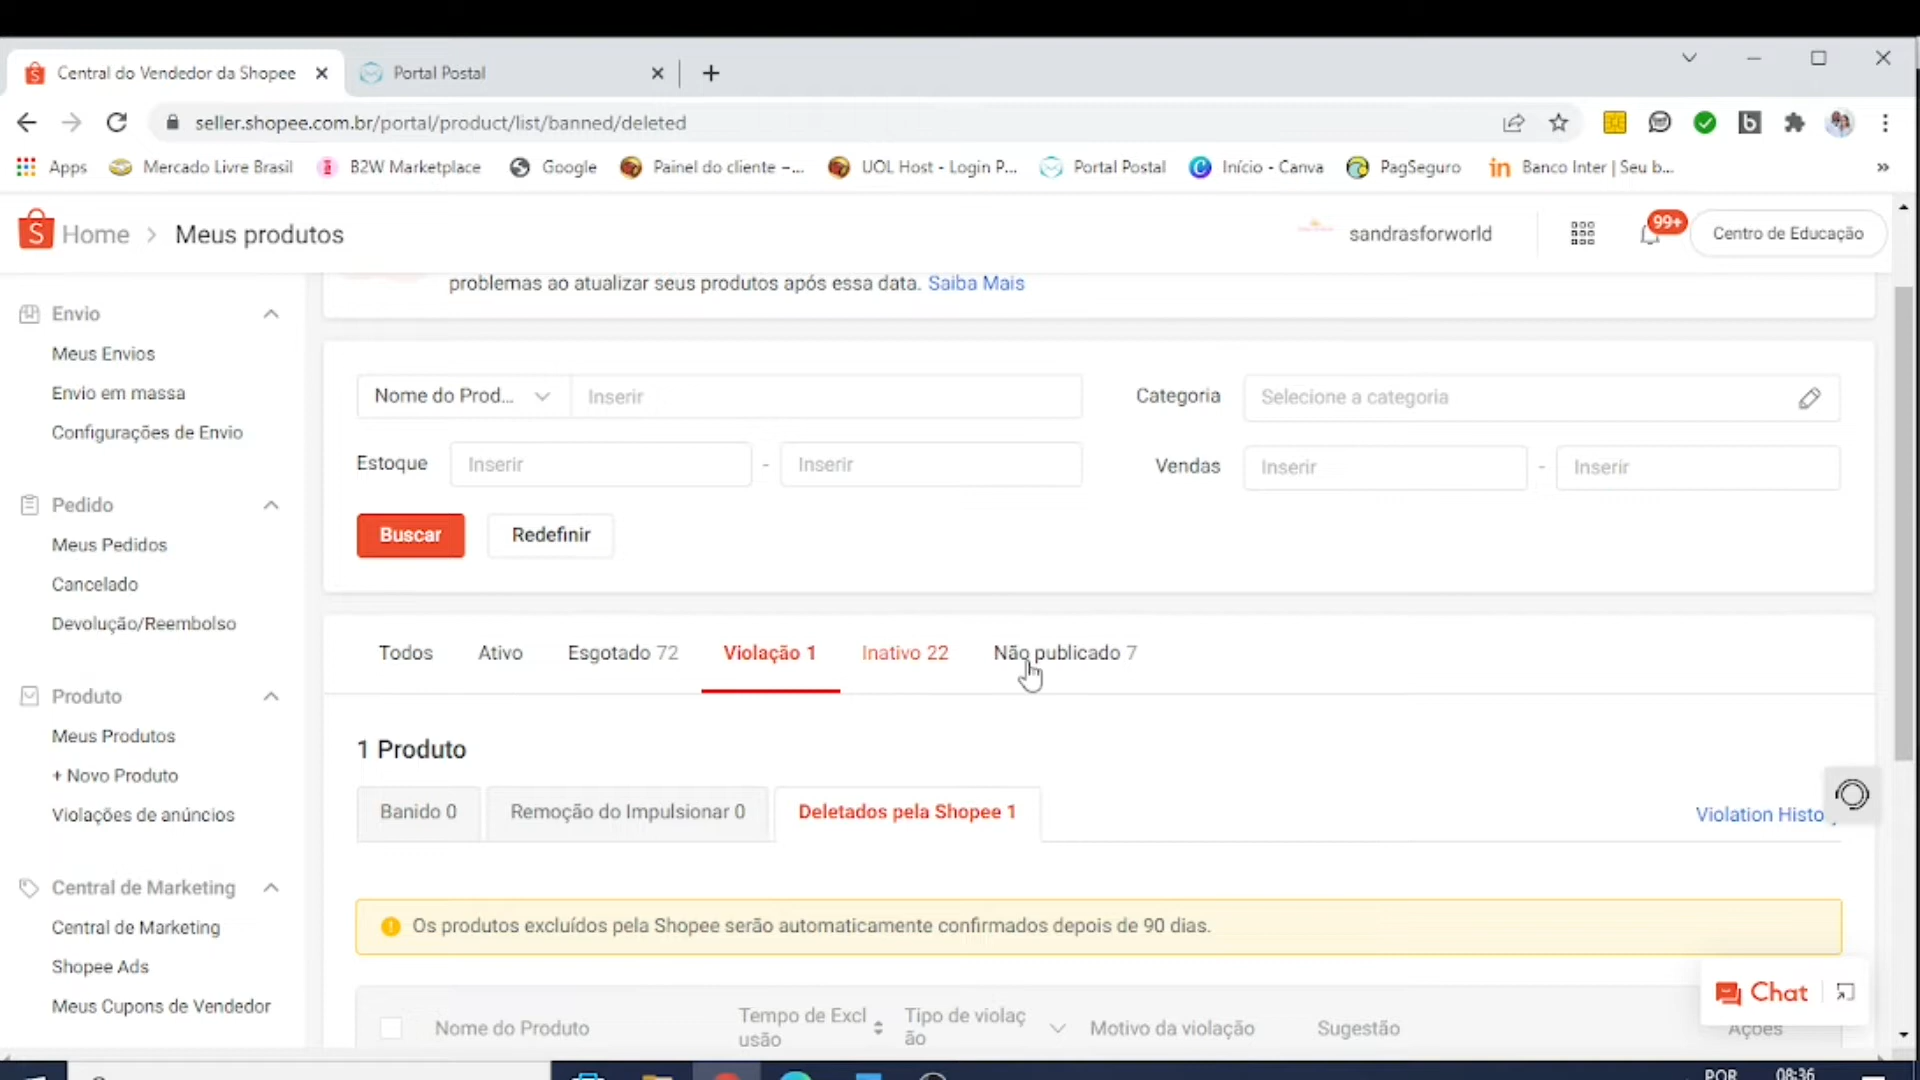 Central do Vendedor da Shopee
Portal Postal
seller.shopee.com.br/portal/product/list/banned/deleted
Apps
Mercado Livre Brasil
B2W Marketplace
Google
Painel do cliente –...
UOL Host - Login P...
Portal Postal
Início - Canva
PagSeguro
in
Banco Inter | Seu b...
»
S
Home > Meus produtos
sandrasforworld
99+
Centro de Educação
problemas ao atualizar seus produtos após essa data. Saiba Mais
Envio
Meus Envios
Envio em massa
Configurações de Envio
Pedido
Meus Pedidos
Cancelado
Devolução/Reembolso
Produto
Meus Produtos
+ Novo Produto
Violações de anúncios
Central de Marketing
Central de Marketing
Shopee Ads
Meus Cupons de Vendedor
Nome do Prod...
Inserir
Categoria
Selecione a categoria
Estoque
Inserir
-
Inserir
Vendas
Inserir
-
Inserir
Buscar
Redefinir
Todos
Ativo
Esgotado 72
Violação 1
Inativo 22
Não publicado 7
1 Produto
Banido 0
Remoção do Impulsionar 0
Deletados pela Shopee 1
Violation Histo
Os produtos excluídos pela Shopee serão automaticamente confirmados depois de 90 dias.
Chat
Nome do Produto
Tempo de Excl
usão
Tipo de violaç
ão
Motivo da violação
Sugestão
Ações
POR
08:36